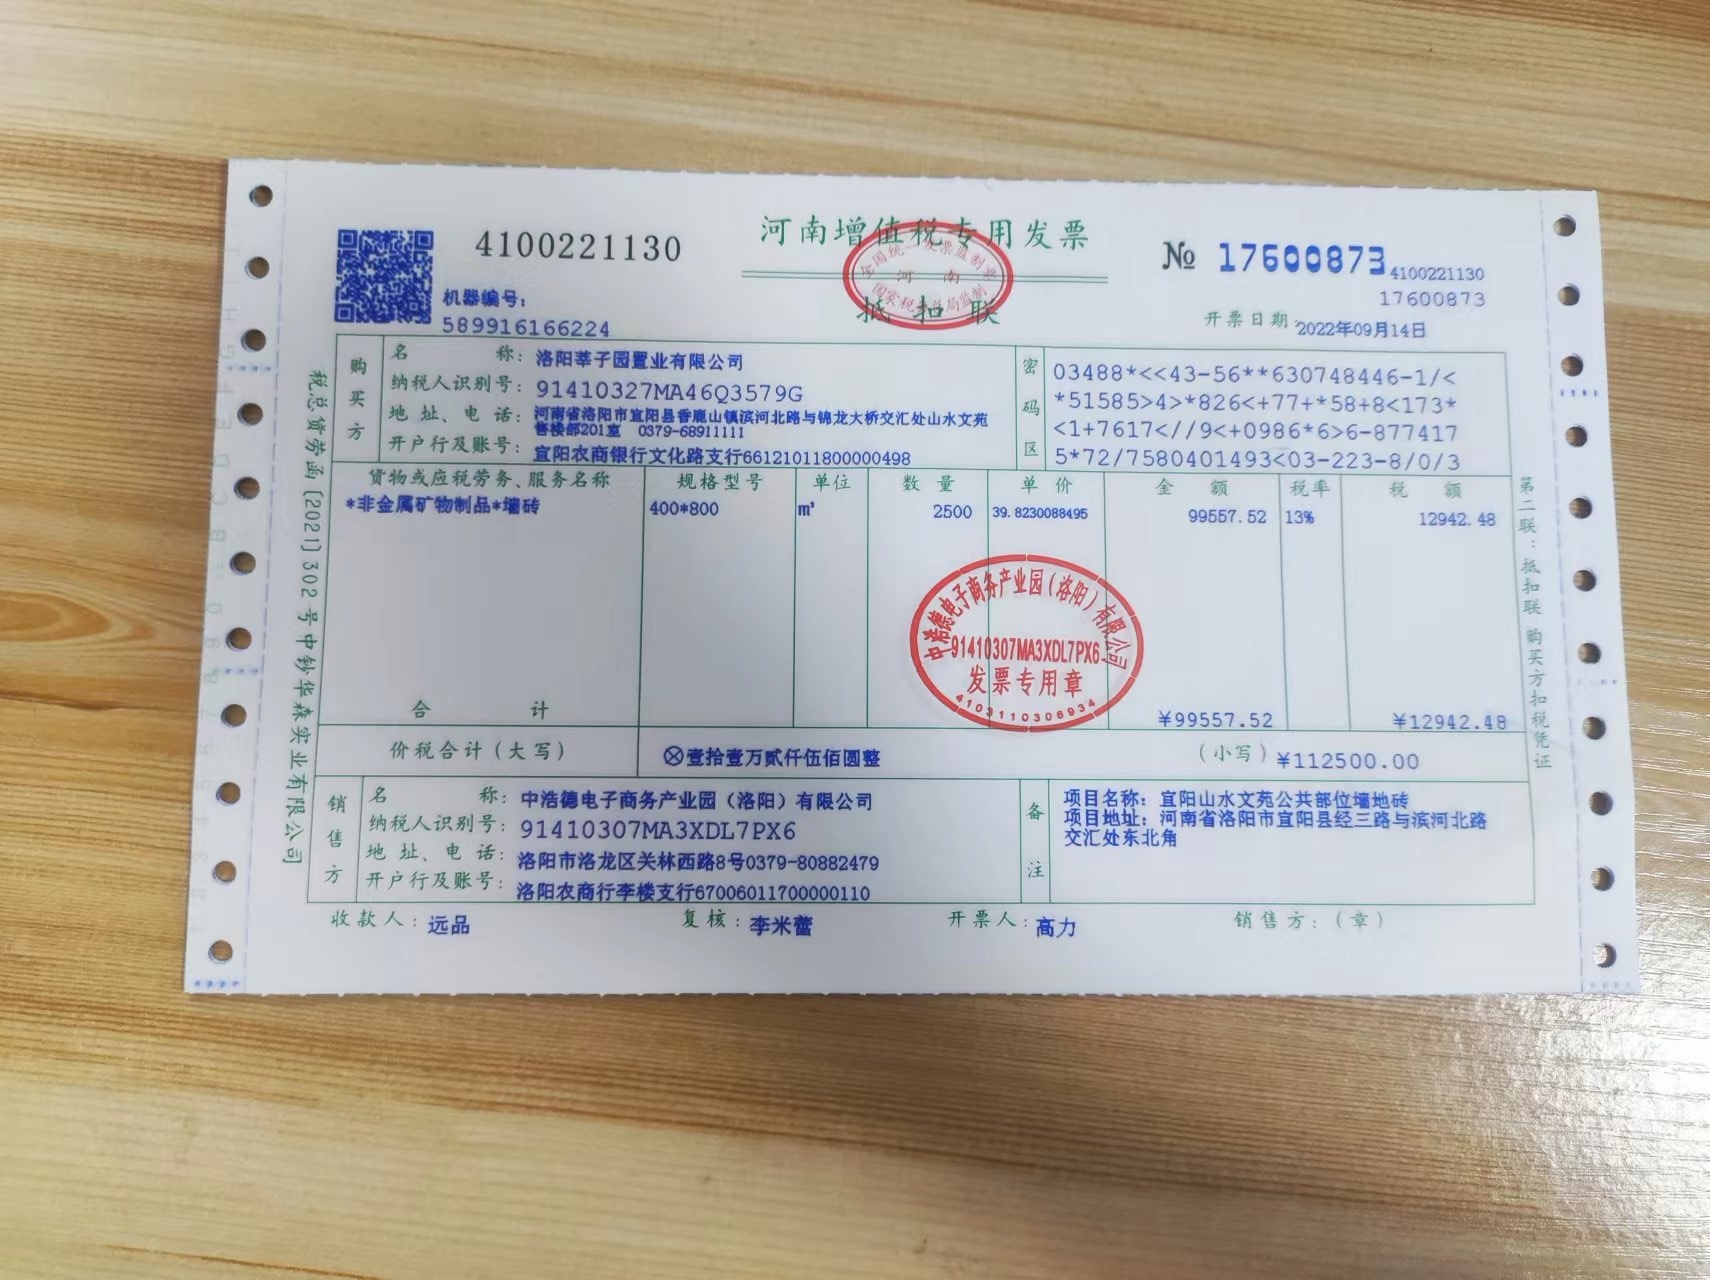 河南增值税专用发票
4100221130
№ 17600873
4100221130
17600873
机器编号:
589916166224
抵扣联
开票日期:2022年09月14日
全国统一发票监制章
河南
国家税务总局监制
税总货劳函〔2021〕302号中钞华森实业有限公司
购买方
名称:洛阳莘子园置业有限公司
纳税人识别号:91410327MA46Q3579G
地址、电话:河南省洛阳市宜阳县香鹿山镇滨河北路与锦龙大桥交汇处山水文苑
售楼部201室 0379-68911111
开户行及账号:宜阳农商银行文化路支行66121011800000498
密码区
03488*<<43-56**630748446-1/<
*51585>4>*826<+77+*58+8<173*
<1+7617<//9<+0986*6>6-877417
5*72/7580401493<03-223-8/0/3
货物或应税劳务、服务名称 规格型号 单位 数量 单价 金额 税率 税额
*非金属矿物制品*墙砖 400*800 2500 39.8230088495 99557.52 13% 12942.48
中浩德电子商务产业园(洛阳)有限公司
91410307MA3XDL7PX6
发票专用章
4103110306934
合计 ¥99557.52 ¥12942.48
价税合计(大写) ⊗壹拾壹万贰仟伍佰圆整 (小写) ¥112500.00
销售方
名称:中浩德电子商务产业园(洛阳)有限公司
纳税人识别号:91410307MA3XDL7PX6
地址、电话:洛阳市洛龙区关林西路8号0379-80882479
开户行及账号:洛阳农商行李楼支行67006011700000110
备注
项目名称:宜阳山水文苑公共部位墙地砖
项目地址:河南省洛阳市宜阳县经三路与滨河北路
交汇处东北角
收款人:远品 复核:李米蕾 开票人:高力 销售方:(章)
第二联:抵扣联 购买方扣税凭证